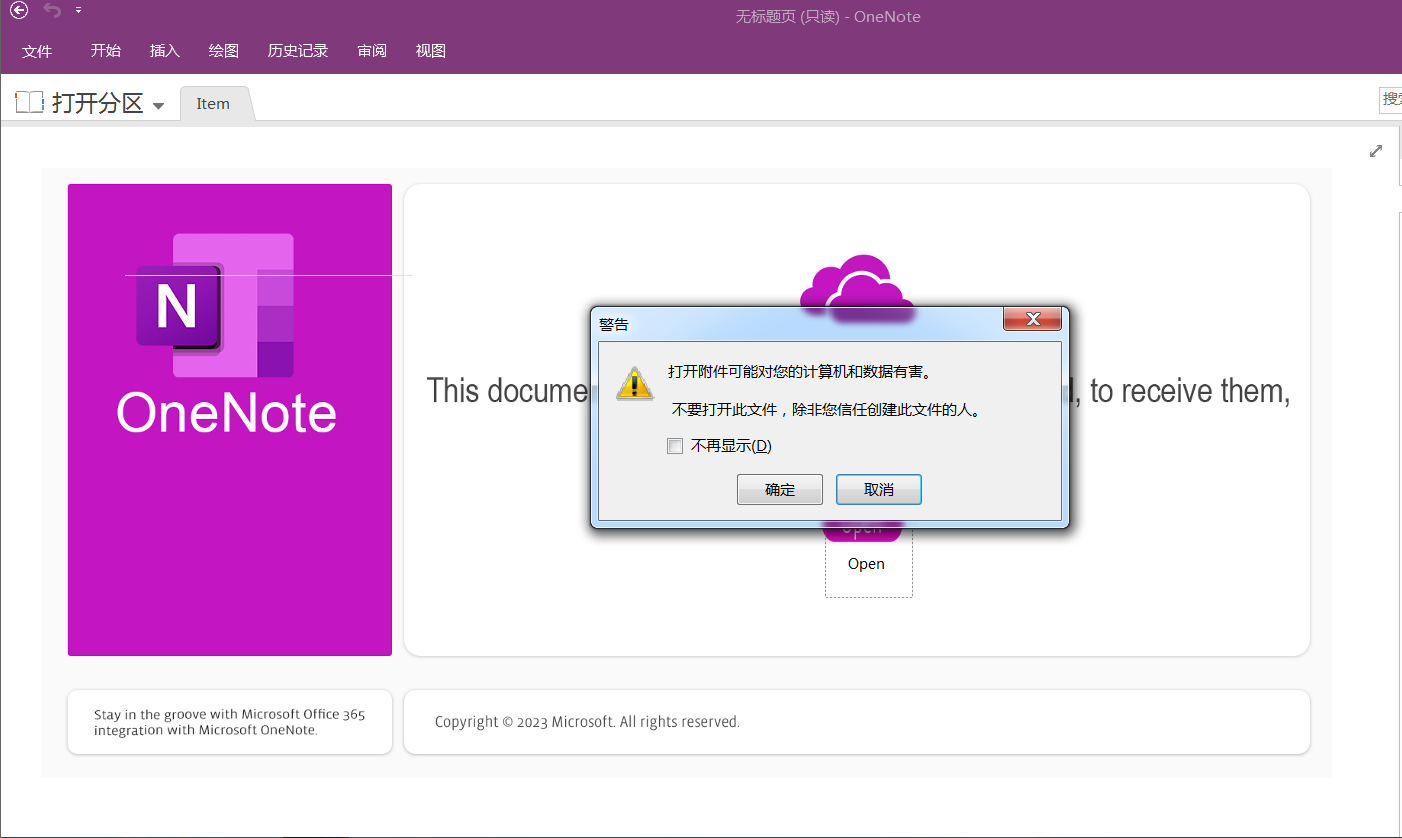 无标题页 (只读) - OneNote
文件 开始 插入 绘图 历史记录 审阅 视图
打开分区 Item
N
OneNote
This docume
, to receive them,
警告
打开附件可能对您的计算机和数据有害。
不要打开此文件，除非您信任创建此文件的人。
不再显示(D)
确定 取消
Open
Open
Stay in the groove with Microsoft Office 365
integration with Microsoft OneNote.
Copyright © 2023 Microsoft. All rights reserved.